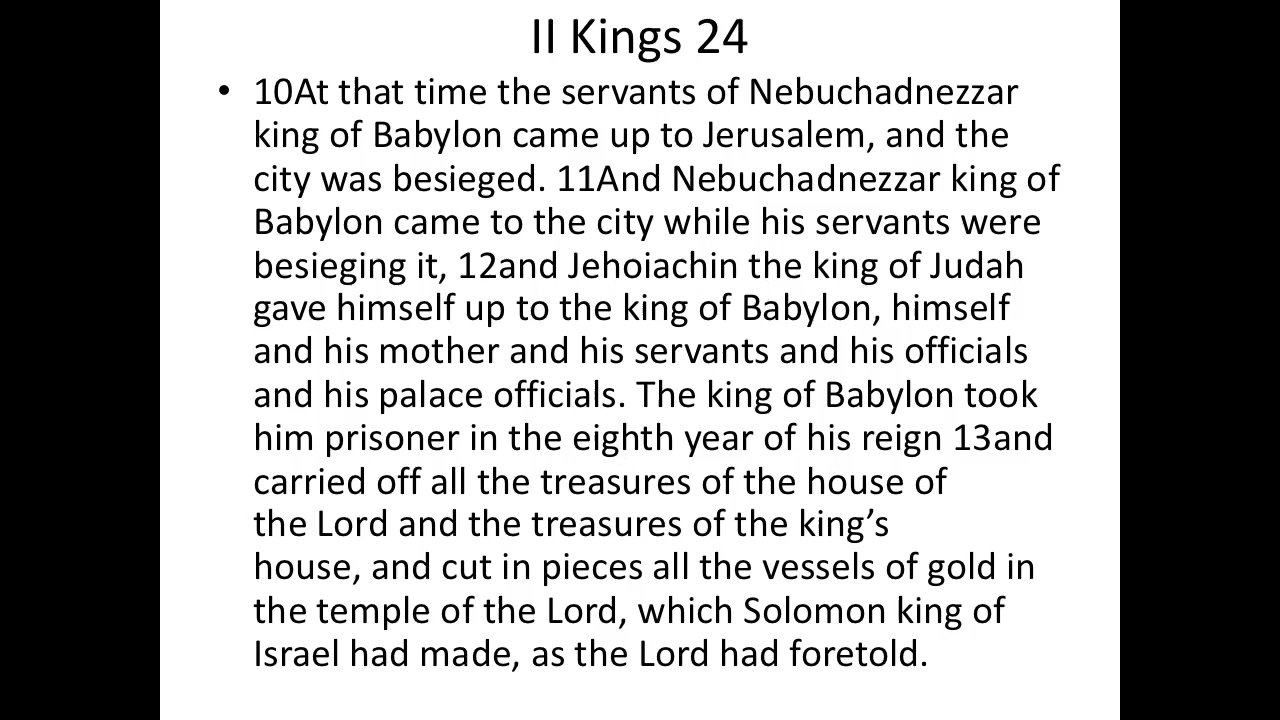 II Kings 24
• 10At that time the servants of Nebuchadnezzar
king of Babylon came up to Jerusalem, and the
city was besieged. 11And Nebuchadnezzar king of
Babylon came to the city while his servants were
besieging it, 12and Jehoiachin the king of Judah
gave himself up to the king of Babylon, himself
and his mother and his servants and his officials
and his palace officials. The king of Babylon took
him prisoner in the eighth year of his reign 13and
carried off all the treasures of the house of
the Lord and the treasures of the king’s
house, and cut in pieces all the vessels of gold in
the temple of the Lord, which Solomon king of
Israel had made, as the Lord had foretold.